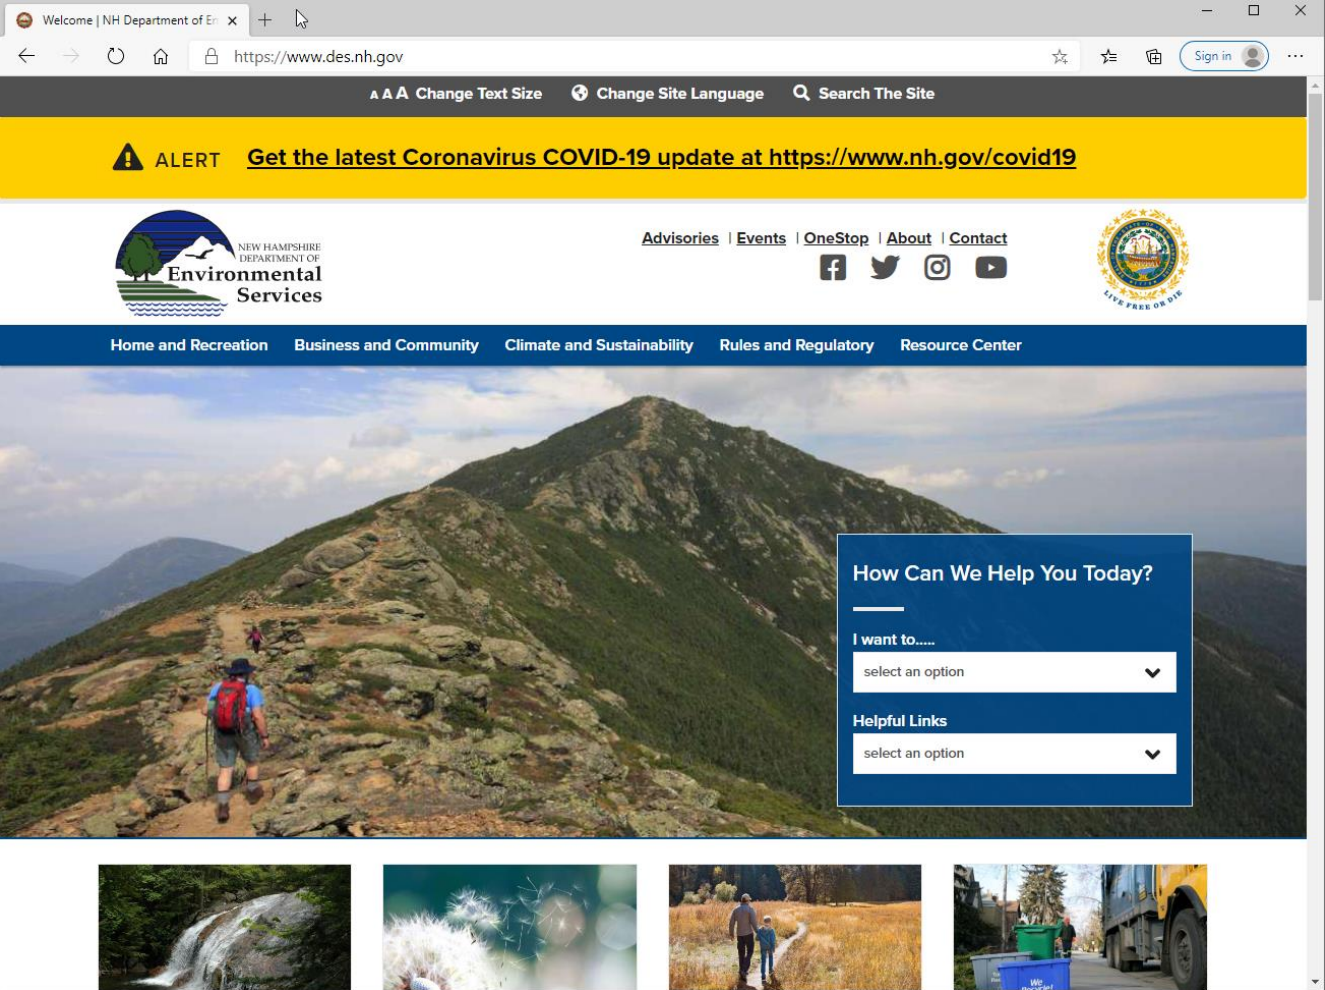 Welcome | NH Department of En
https://www.des.nh.gov
Sign in
A A A Change Text Size
Change Site Language
Search The Site
ALERT Get the latest Coronavirus COVID-19 update at https://www.nh.gov/covid19
NEW HAMPSHIRE
DEPARTMENT OF
Environmental
Services
Advisories | Events | OneStop | About | Contact
LIVE FREE OR DIE
Home and Recreation
Business and Community
Climate and Sustainability
Rules and Regulatory
Resource Center
How Can We Help You Today?
I want to.....
select an option
Helpful Links
select an option
We
Recycle!